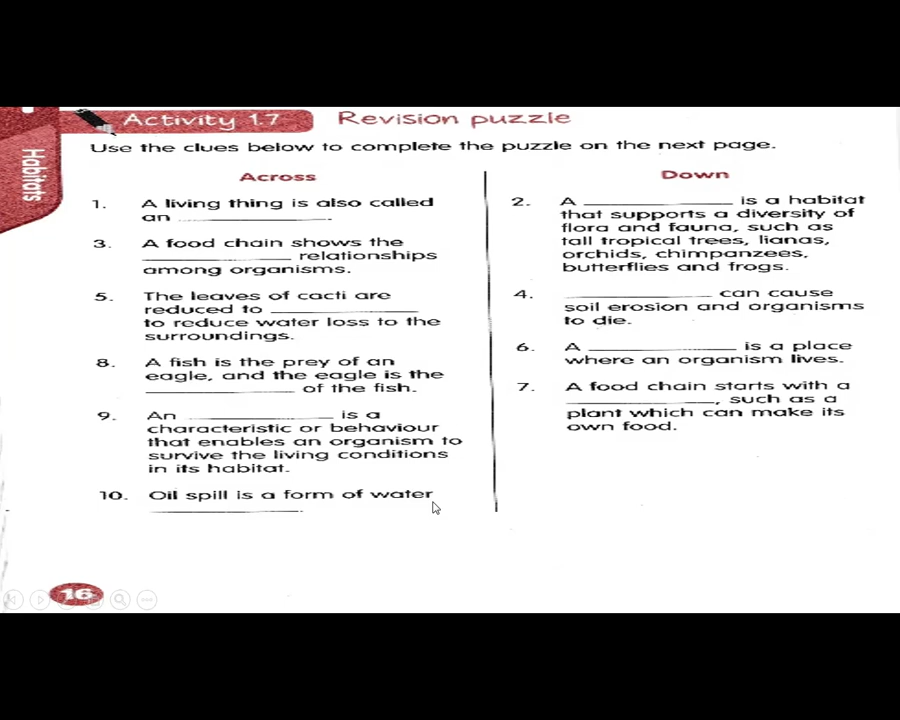 Activity 1.7 Revision puzzle
Habitats
Use the clues below to complete the puzzle on the next page.
Across
1. A living thing is also called
an ____________.
3. A food chain shows the
____________ relationships
among organisms.
5. The leaves of cacti are
reduced to ____________
to reduce water loss to the
surroundings.
8. A fish is the prey of an
eagle, and the eagle is the
____________ of the fish.
9. An ____________ is a
characteristic or behaviour
that enables an organism to
survive the living conditions
in its habitat.
10. Oil spill is a form of water
____________.
Down
2. A ____________ is a habitat
that supports a diversity of
flora and fauna, such as
tall tropical trees, lianas,
orchids, chimpanzees,
butterflies and frogs.
4. ____________ can cause
soil erosion and organisms
to die.
6. A ____________ is a place
where an organism lives.
7. A food chain starts with a
____________, such as a
plant which can make its
own food.
16